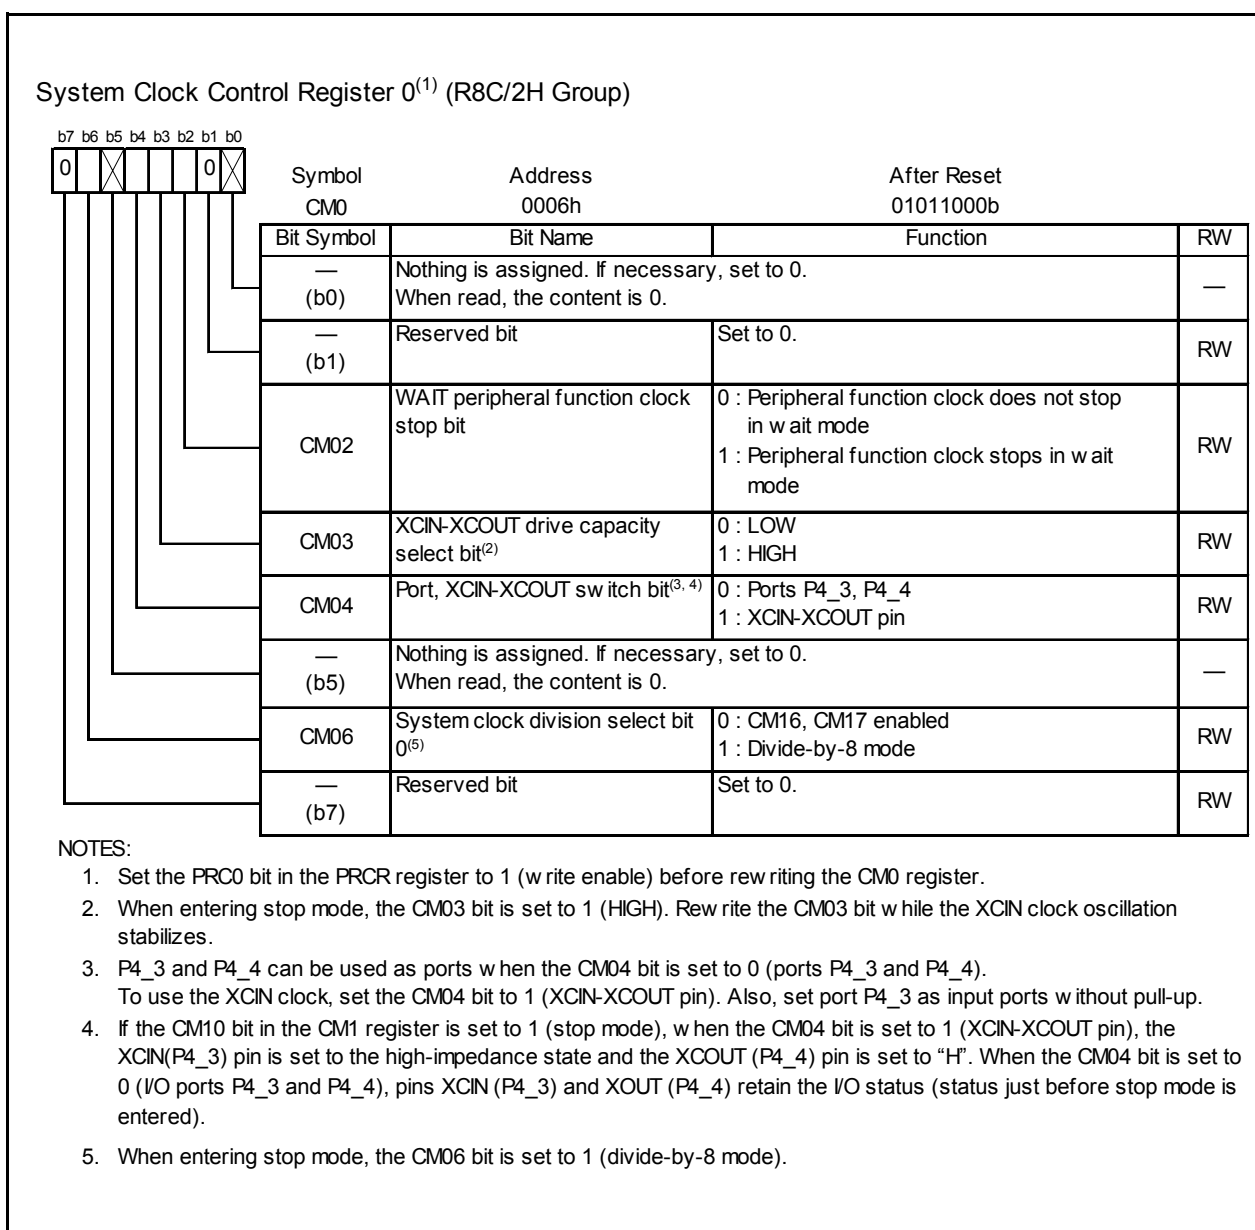 System Clock Control Register 0(1) (R8C/2H Group)
b7 b6 b5 b4 b3 b2 b1 b0
0 0
Symbol Address After Reset
CM0 0006h 01011000b
Bit Symbol Bit Name Function RW
— (b0) Nothing is assigned. If necessary, set to 0. —
When read, the content is 0.
— (b1) Reserved bit Set to 0. RW
CM02 WAIT peripheral function clock stop bit RW
0 : Peripheral function clock does not stop
in wait mode
1 : Peripheral function clock stops in wait
mode
CM03 XCIN-XCOUT drive capacity select bit(2) RW
0 : LOW
1 : HIGH
CM04 Port, XCIN-XCOUT switch bit(3, 4) RW
0 : Ports P4_3, P4_4
1 : XCIN-XCOUT pin
— (b5) Nothing is assigned. If necessary, set to 0. —
When read, the content is 0.
CM06 System clock division select bit 0(5) RW
0 : CM16, CM17 enabled
1 : Divide-by-8 mode
— (b7) Reserved bit Set to 0. RW
NOTES:
1. Set the PRC0 bit in the PRCR register to 1 (write enable) before rewriting the CM0 register.
2. When entering stop mode, the CM03 bit is set to 1 (HIGH). Rewrite the CM03 bit while the XCIN clock oscillation
stabilizes.
3. P4_3 and P4_4 can be used as ports when the CM04 bit is set to 0 (ports P4_3 and P4_4).
To use the XCIN clock, set the CM04 bit to 1 (XCIN-XCOUT pin). Also, set port P4_3 as input ports without pull-up.
4. If the CM10 bit in the CM1 register is set to 1 (stop mode), when the CM04 bit is set to 1 (XCIN-XCOUT pin), the
XCIN(P4_3) pin is set to the high-impedance state and the XCOUT (P4_4) pin is set to “H”. When the CM04 bit is set to
0 (I/O ports P4_3 and P4_4), pins XCIN (P4_3) and XOUT (P4_4) retain the I/O status (status just before stop mode is
entered).
5. When entering stop mode, the CM06 bit is set to 1 (divide-by-8 mode).